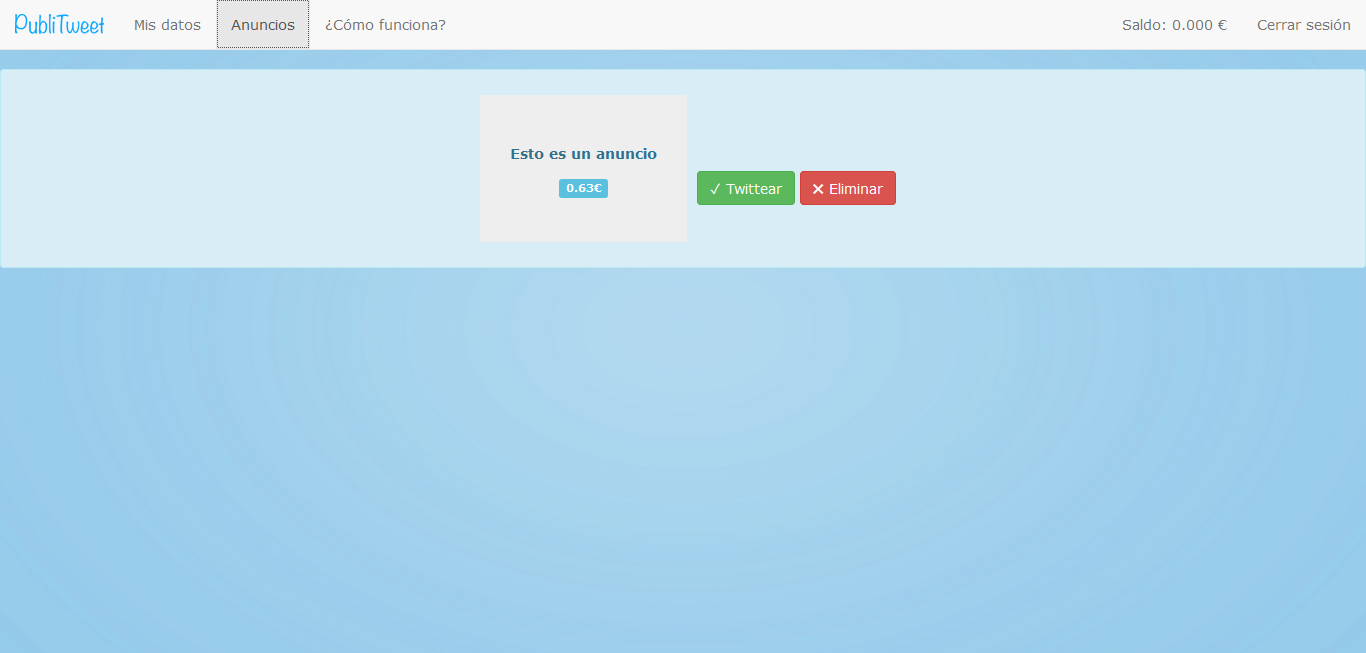 PubliTweet Mis datos Anuncios ¿Cómo funciona? Saldo: 0.000 € Cerrar sesión
Esto es un anuncio
0.63€
✓ Twittear ✕ Eliminar